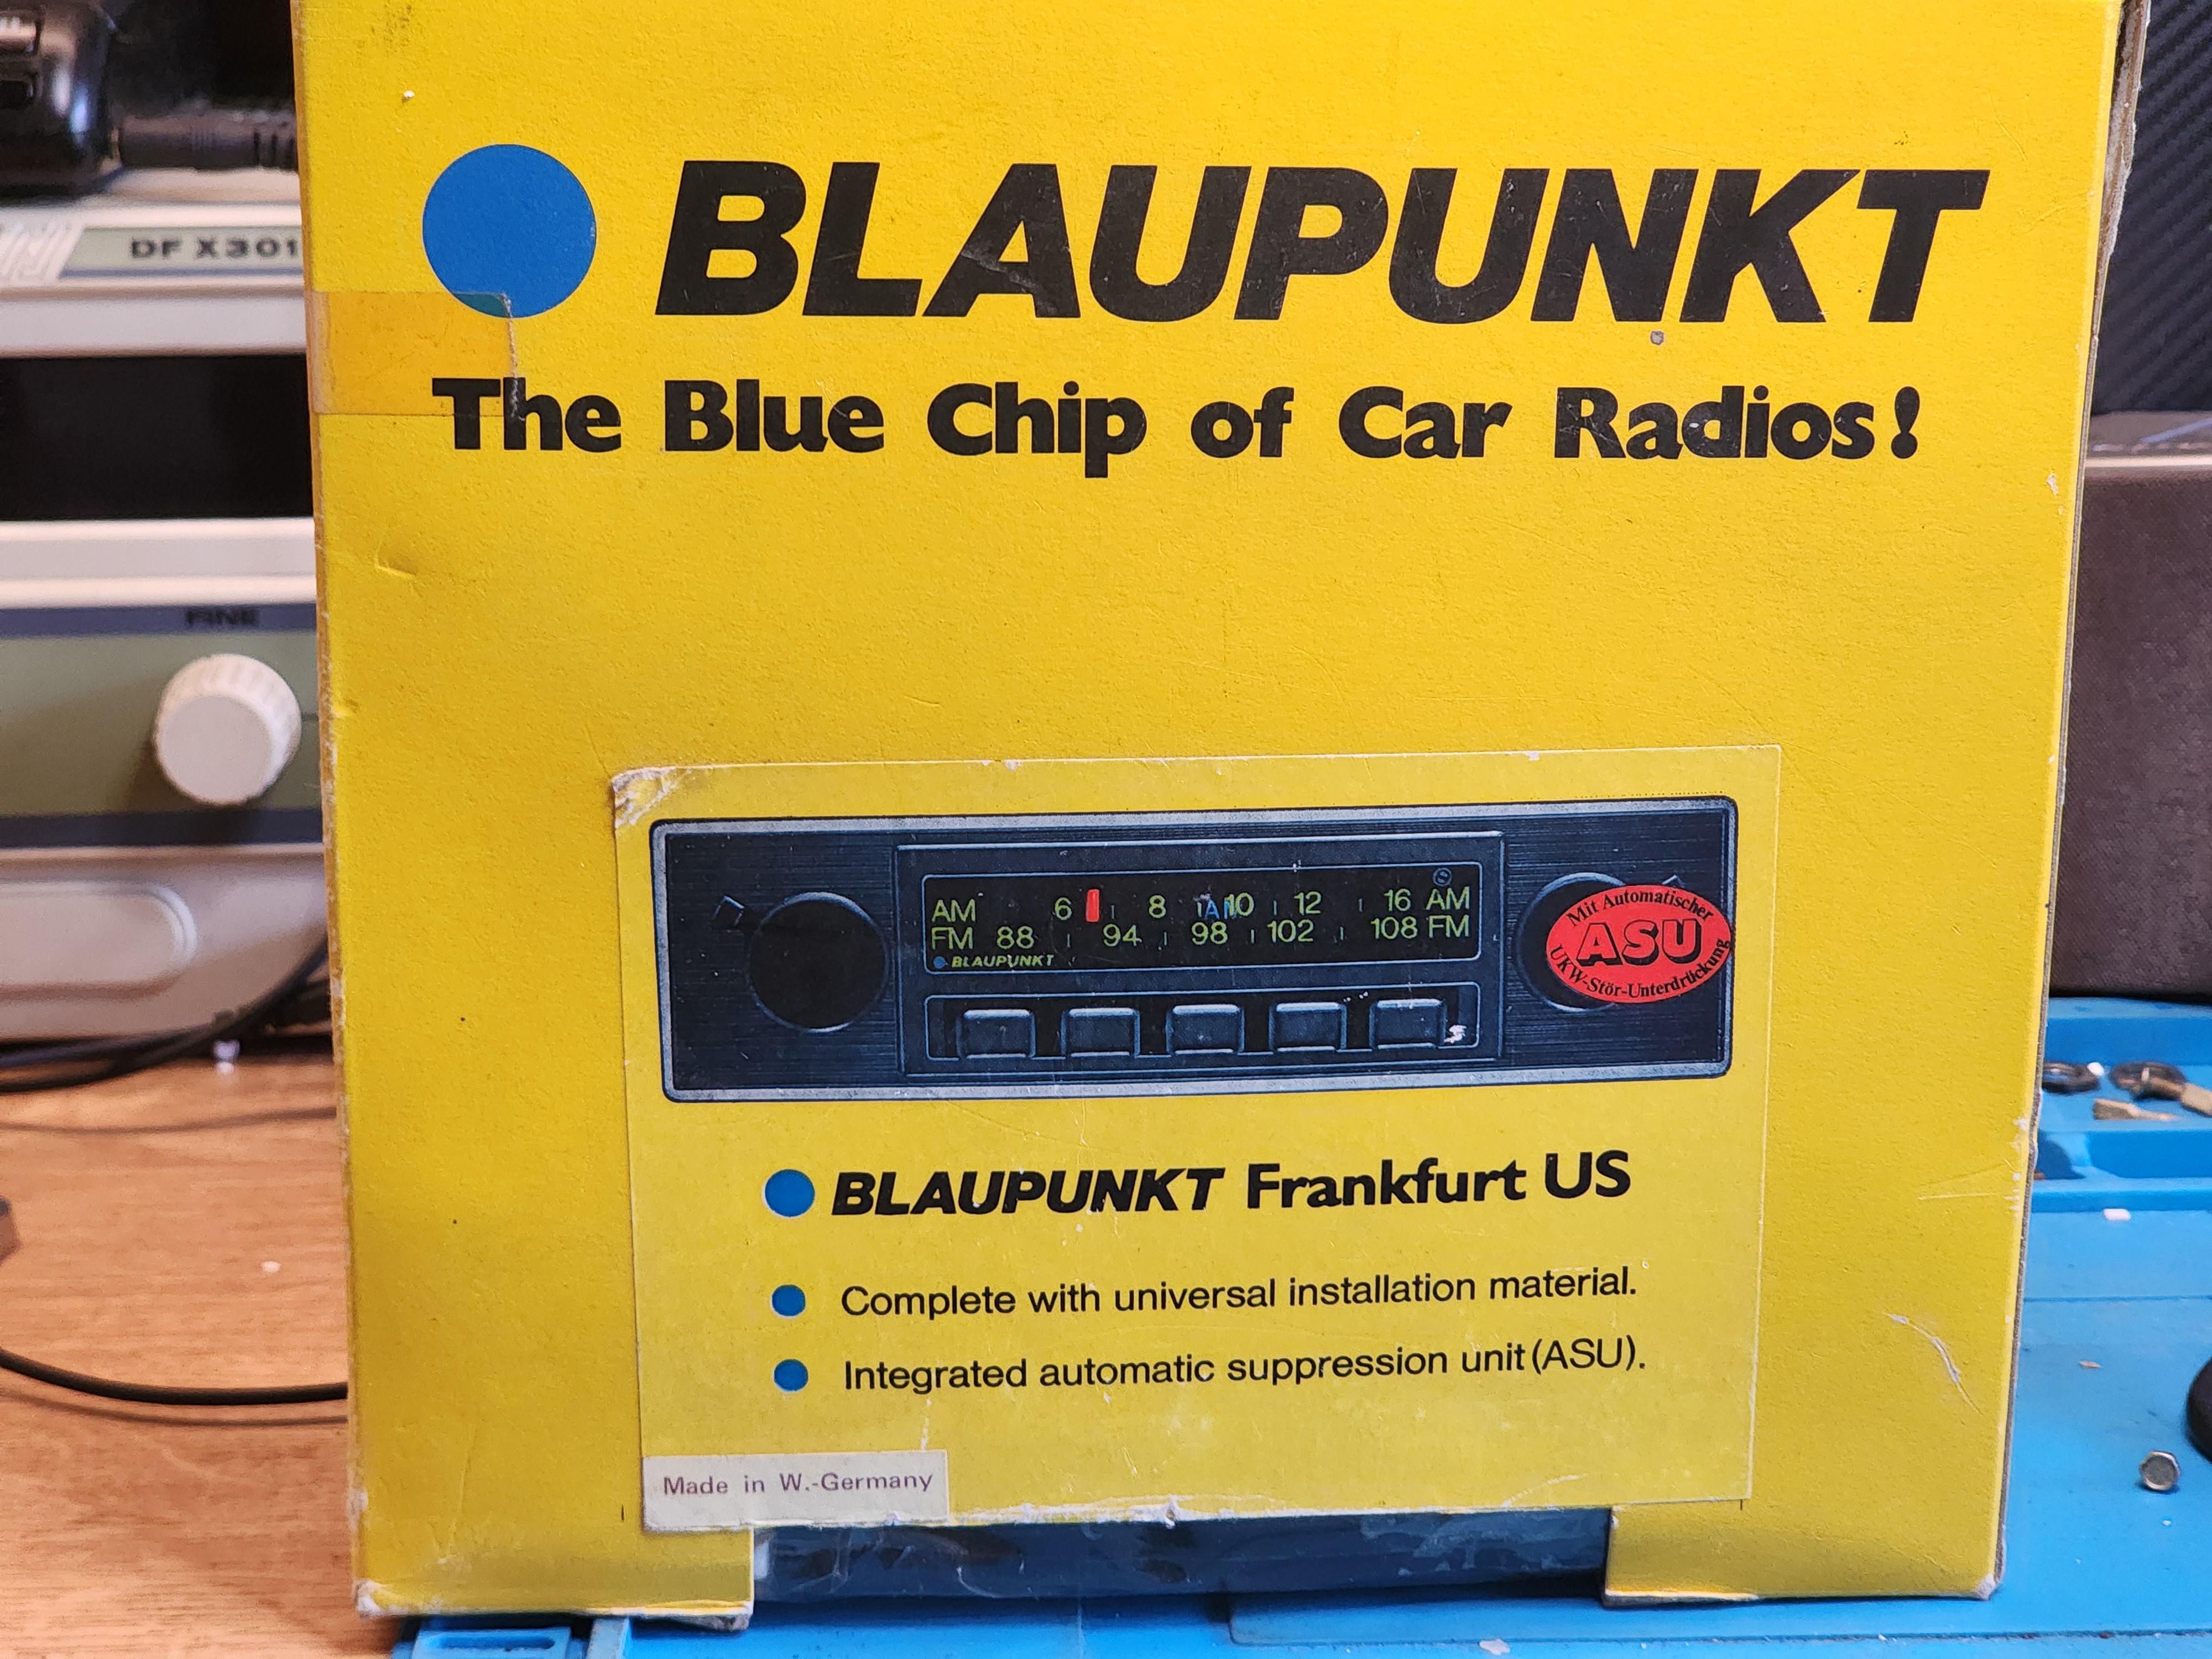 BLAUPUNKT
The Blue Chip of Car Radios!
DF X301
FINE
AM 6 8 10 12 16 AM
FM 88 94 98 102 108 FM
BLAUPUNKT
Mit Automatischer
ASU
UKW-Stör-Unterdrückung
BLAUPUNKT Frankfurt US
Complete with universal installation material.
Integrated automatic suppression unit (ASU).
Made in W.-Germany